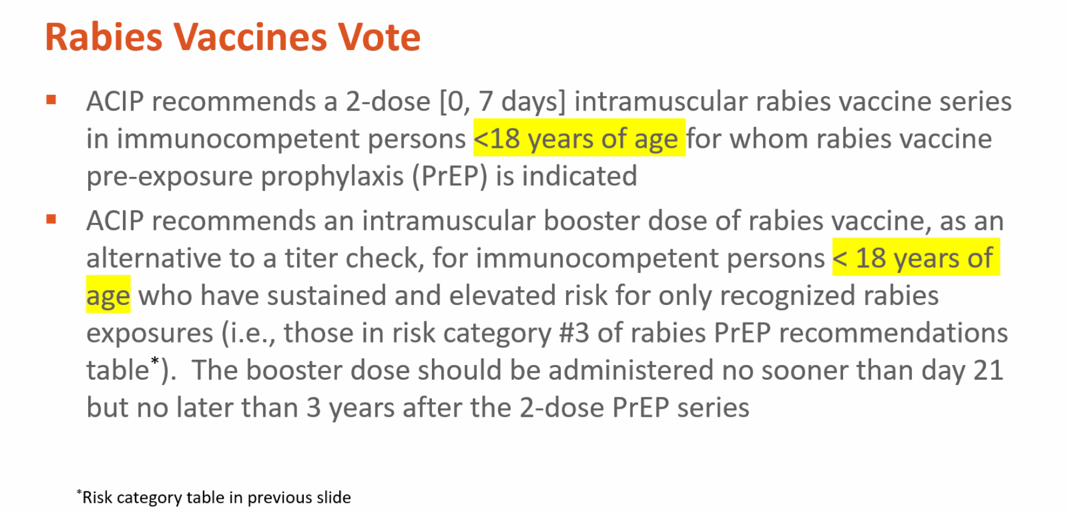 Rabies Vaccines Vote
▪ ACIP recommends a 2-dose [0, 7 days] intramuscular rabies vaccine series
in immunocompetent persons <18 years of age for whom rabies vaccine
pre-exposure prophylaxis (PrEP) is indicated
▪ ACIP recommends an intramuscular booster dose of rabies vaccine, as an
alternative to a titer check, for immunocompetent persons < 18 years of
age who have sustained and elevated risk for only recognized rabies
exposures (i.e., those in risk category #3 of rabies PrEP recommendations
table*). The booster dose should be administered no sooner than day 21
but no later than 3 years after the 2-dose PrEP series
*Risk category table in previous slide